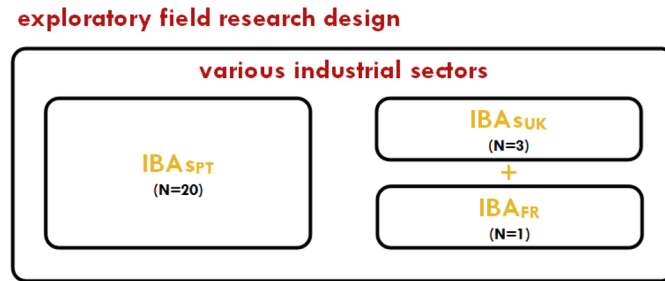 exploratory field research design
various industrial sectors
IBAsPT
(N=20)
IBAsUK
(N=3)
+
IBAFR
(N=1)